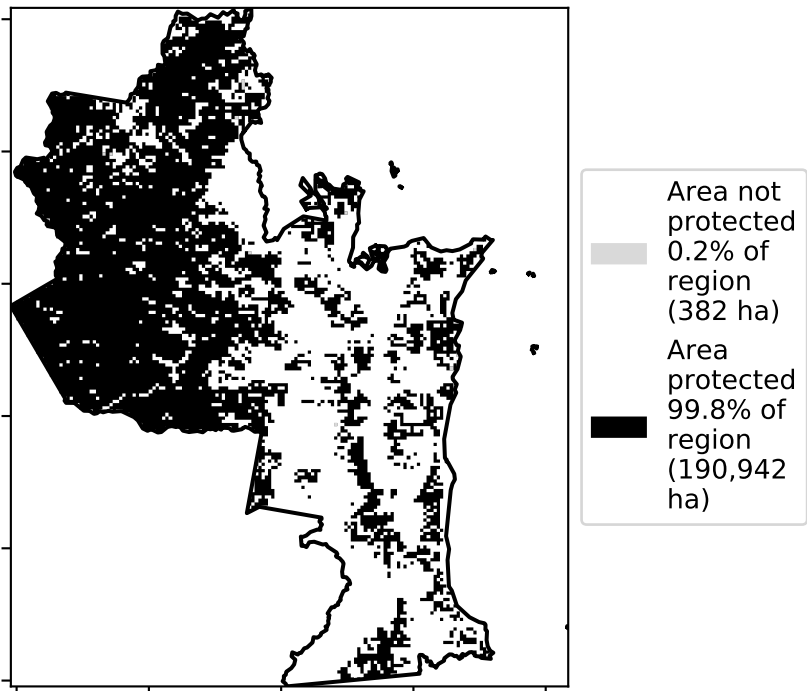 Area not
protected
0.2% of
region
(382 ha)
Area
protected
99.8% of
region
(190,942
ha)